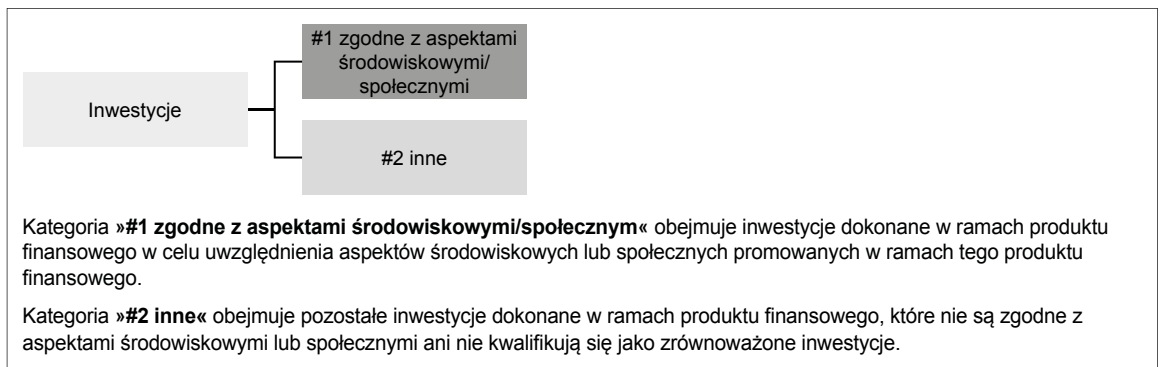 #1 zgodne z aspektami
środowiskowymi/
społecznymi
Inwestycje
#2 inne
Kategoria »#1 zgodne z aspektami środowiskowymi/społecznym« obejmuje inwestycje dokonane w ramach produktu
finansowego w celu uwzględnienia aspektów środowiskowych lub społecznych promowanych w ramach tego produktu
finansowego.
Kategoria »#2 inne« obejmuje pozostałe inwestycje dokonane w ramach produktu finansowego, które nie są zgodne z
aspektami środowiskowymi lub społecznymi ani nie kwalifikują się jako zrównoważone inwestycje.